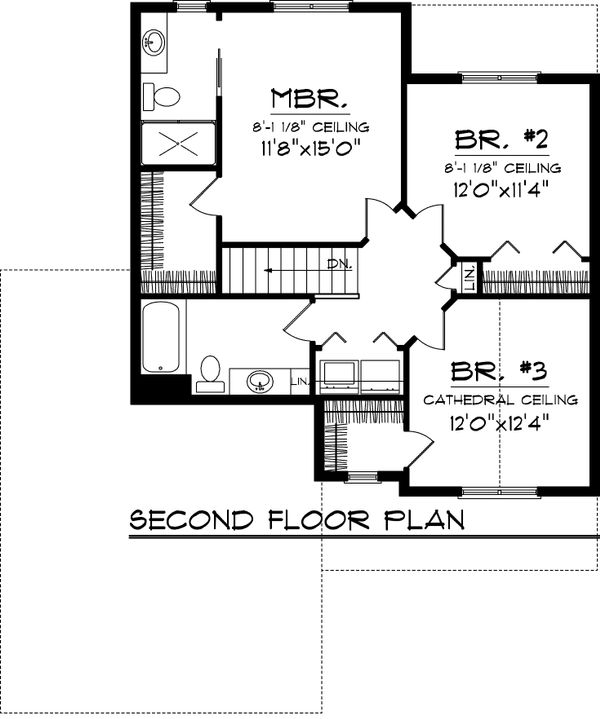 MBR.
8'-1 1/8" CEILING
11'8"x15'0"
BR. #2
8'-1 1/8" CEILING
12'0"x11'4"
DN.
LIN.
LIN.
BR. #3
CATHEDRAL CEILING
12'0"x12'4"
SECOND FLOOR PLAN